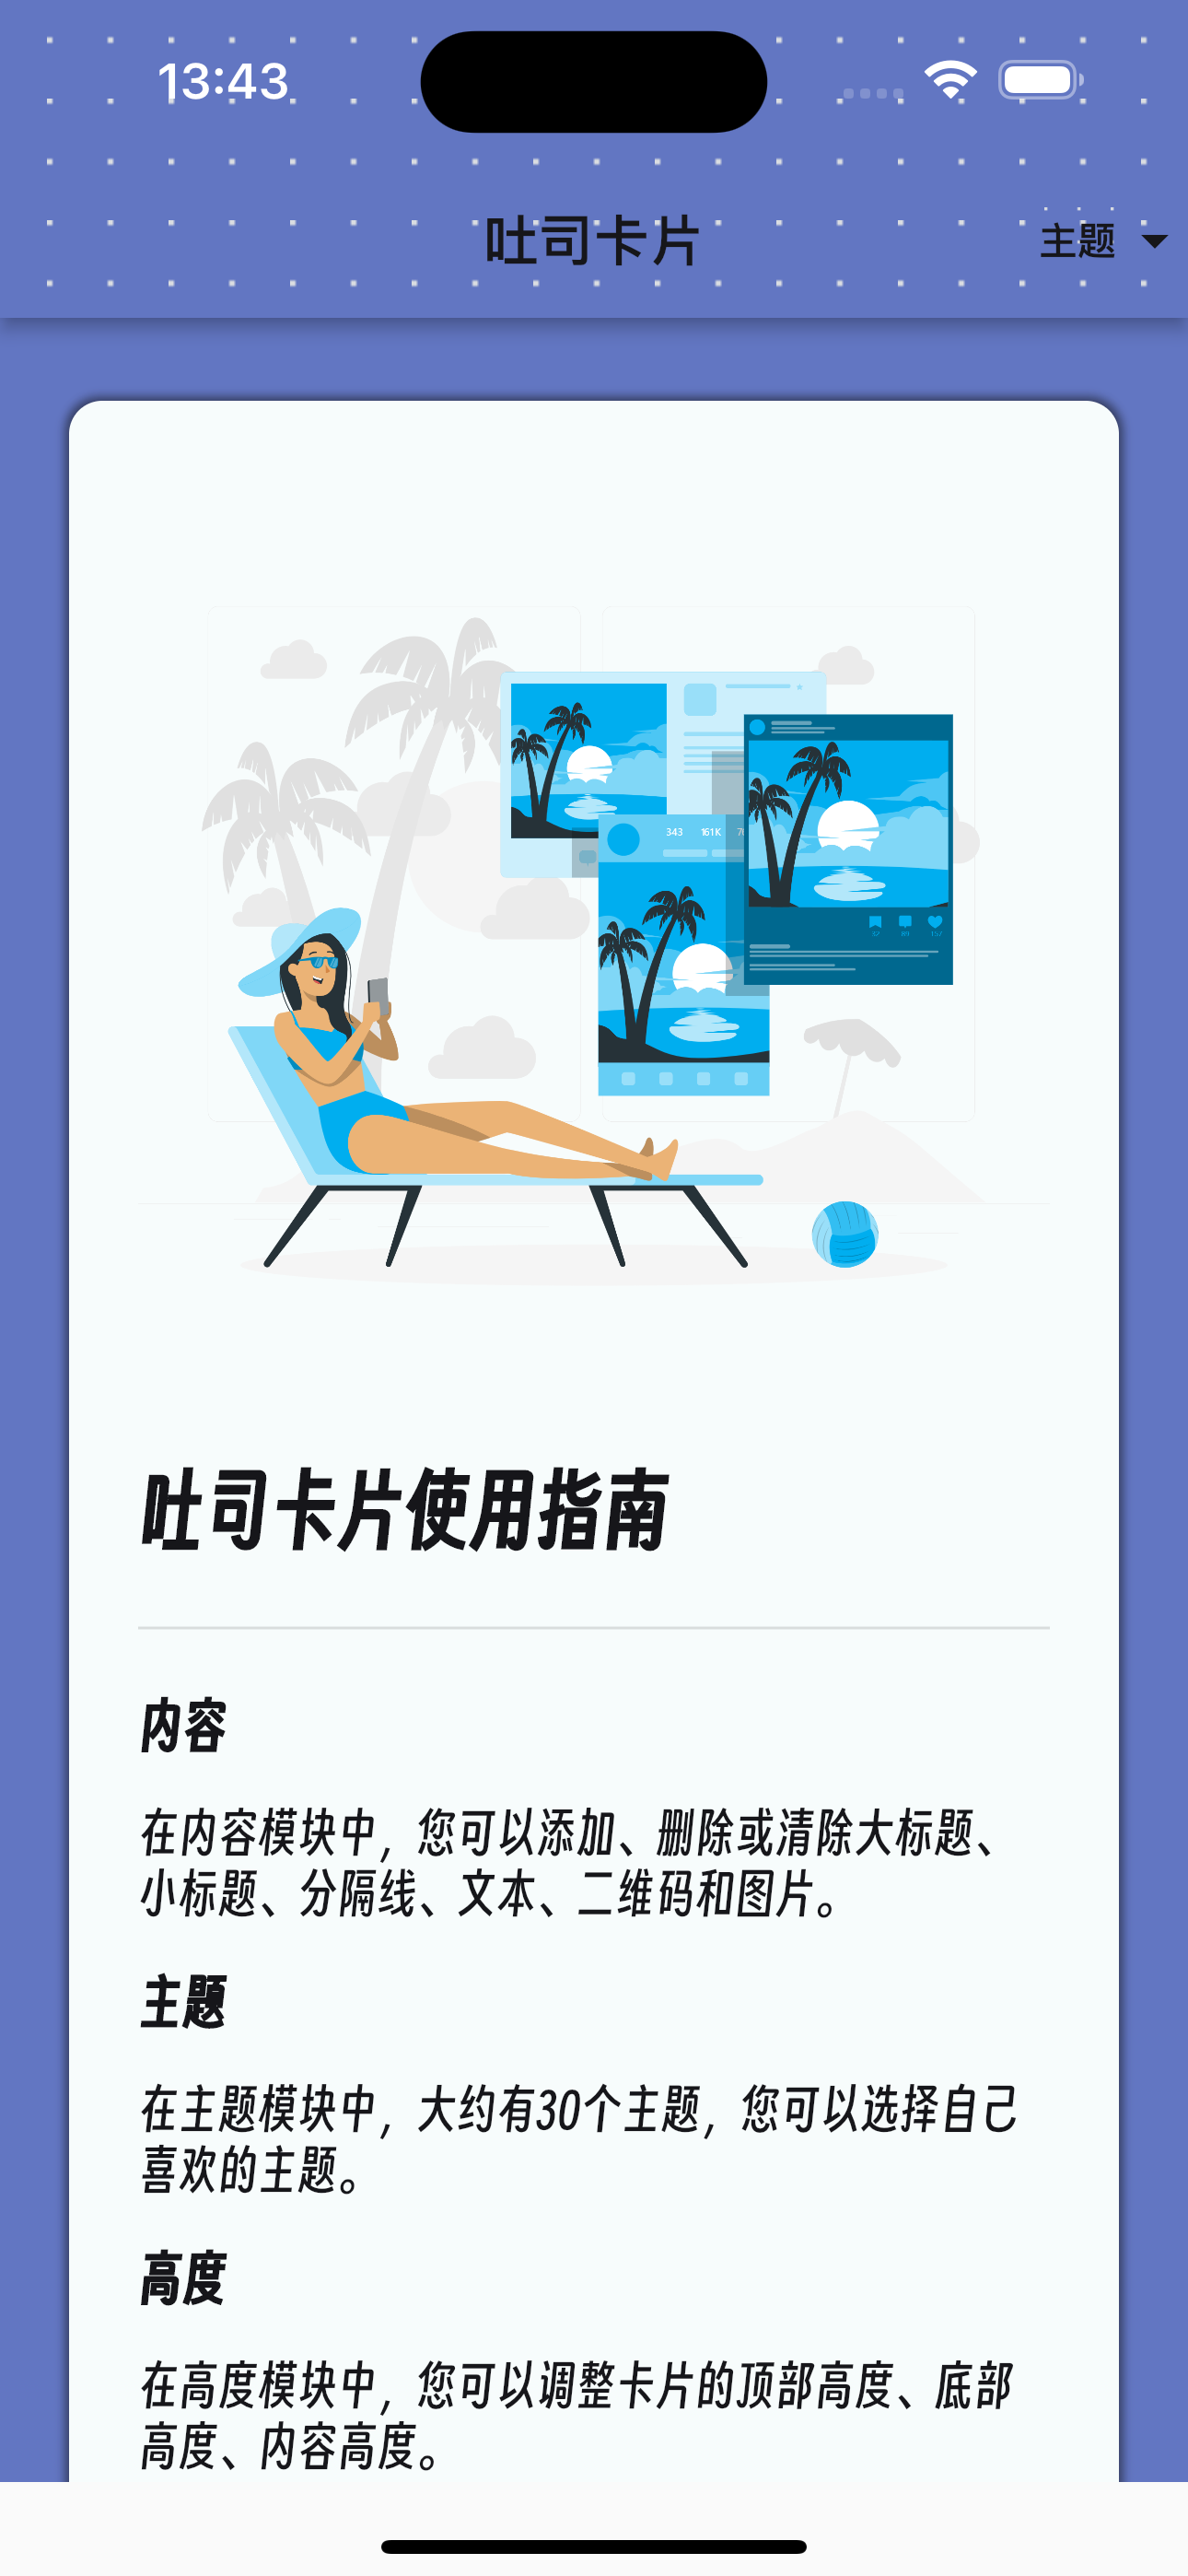 13:43
吐司卡片
主题
343 161K
吐司卡片使用指南
内容
在内容模块中，您可以添加、删除或清除大标题、
小标题、分隔线、文本、二维码和图片。
主题
在主题模块中，大约有30个主题，您可以选择自己
喜欢的主题。
高度
在高度模块中，您可以调整卡片的顶部高度、底部
高度、内容高度。